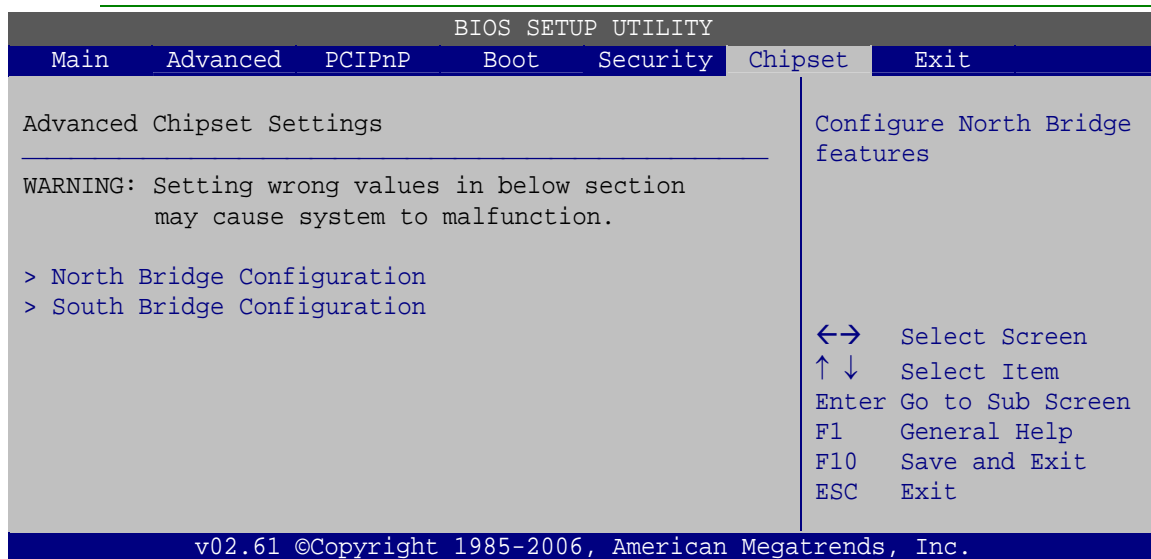 BIOS SETUP UTILITY
Main Advanced PCIPnP Boot Security Chipset Exit
Advanced Chipset Settings
WARNING: Setting wrong values in below section
may cause system to malfunction.
> North Bridge Configuration
> South Bridge Configuration
Configure North Bridge
features
←→ Select Screen
↑ ↓ Select Item
Enter Go to Sub Screen
F1 General Help
F10 Save and Exit
ESC Exit
v02.61 ©Copyright 1985-2006, American Megatrends, Inc.